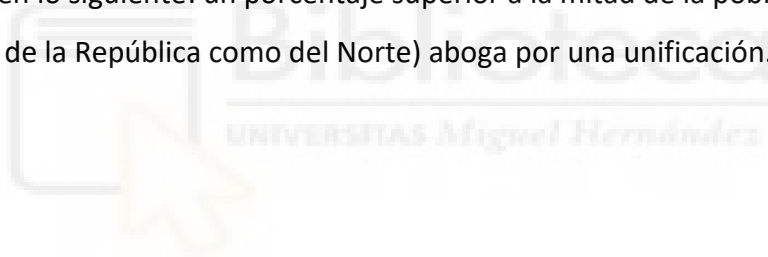 en lo siguiente: un porcentaje superior a la mitad de la pobl
de la República como del Norte) aboga por una unificación.
Biblioteca
UNIVERSITAS Miguel Hernández